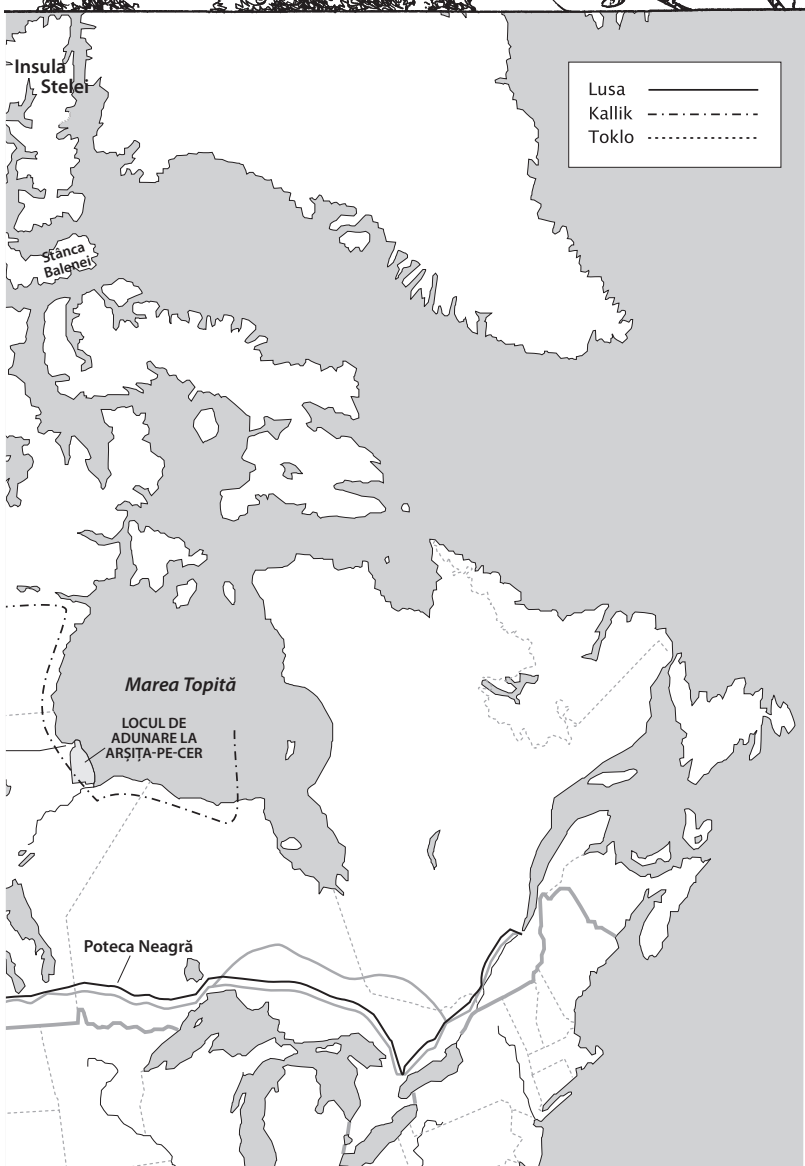 Insula
Stelei
Lusa
Kallik
Toklo
Stânca
Balenei
Marea Topită
LOCUL DE
ADUNARE LA
ARȘIȚA-PE-CER
Poteca Neagră